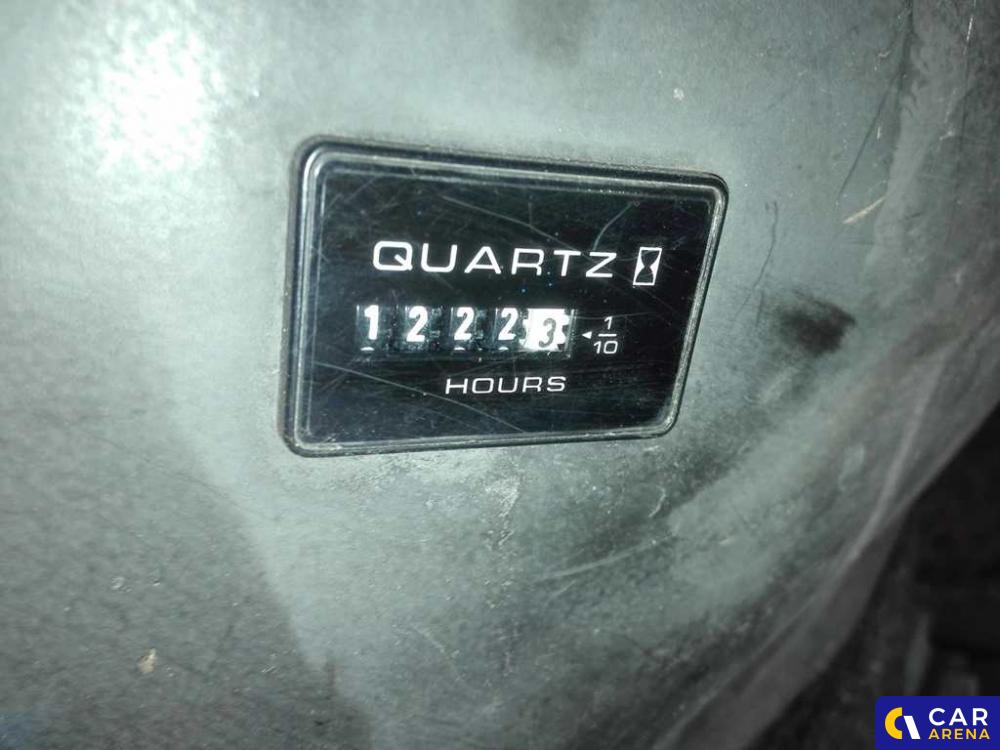 QUARTZ
12223 1/10
HOURS
CAR
ARENA